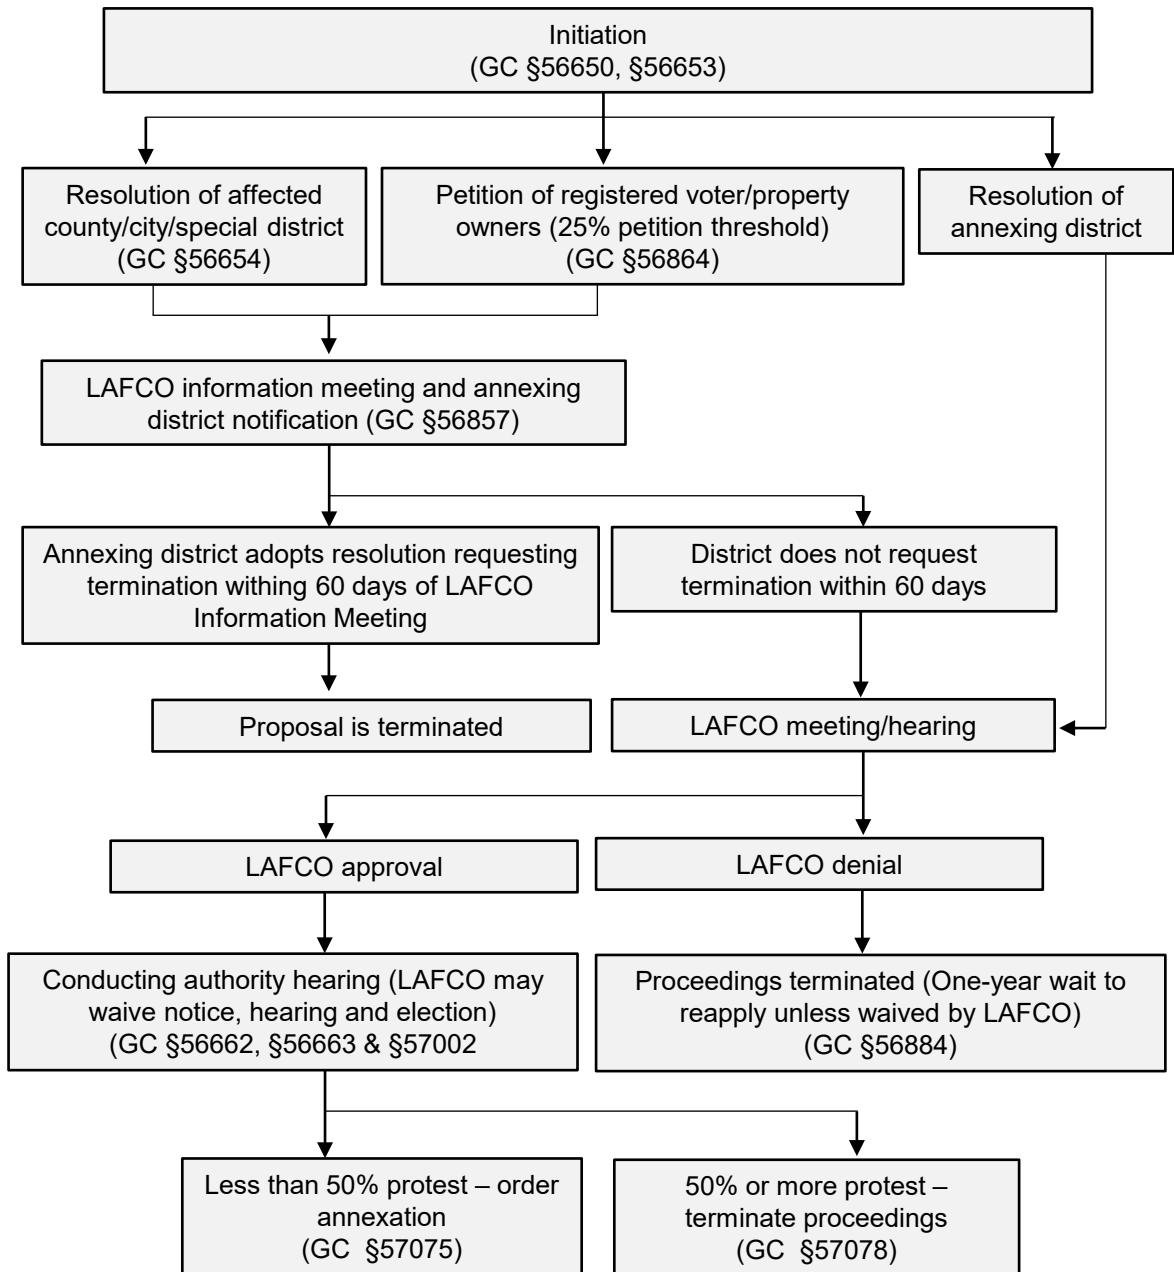 Initiation
(GC §56650, §56653)
Resolution of affected
county/city/special district
(GC §56654)
Petition of registered voter/property
owners (25% petition threshold)
(GC §56864)
Resolution of
annexing district
LAFCO information meeting and annexing
district notification (GC §56857)
Annexing district adopts resolution requesting
termination withing 60 days of LAFCO
Information Meeting
District does not request
termination within 60 days
Proposal is terminated
LAFCO meeting/hearing
LAFCO approval
LAFCO denial
Conducting authority hearing (LAFCO may
waive notice, hearing and election)
(GC §56662, §56663 & §57002
Proceedings terminated (One-year wait to
reapply unless waived by LAFCO)
(GC §56884)
Less than 50% protest – order
annexation
(GC §57075)
50% or more protest –
terminate proceedings
(GC §57078)